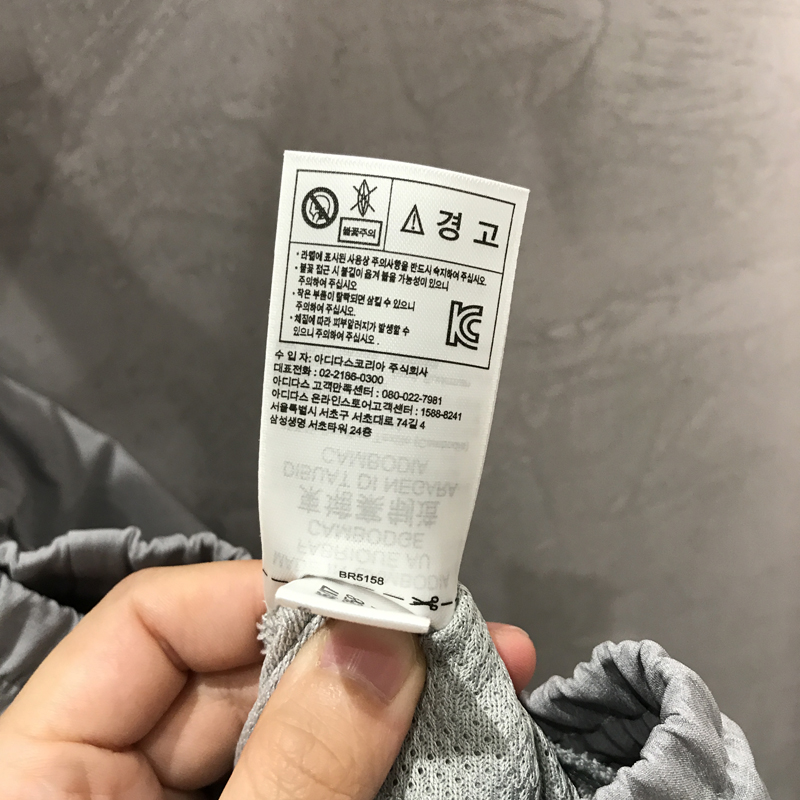 불꽃주의
⚠ 경 고
· 라벨에 표시된 사용상 주의사항을 반드시 숙지하여 주십시오.
· 불꽃 접근 시 불길이 옮겨 붙을 가능성이 있으니
주의하여 주십시오.
· 작은 부품이 탈락되면 삼킬 수 있으니
주의하여 주십시오.
· 체질에 따라 피부알러지가 발생할 수
있으니 주의하여 주십시오.
KC
수 입 자: 아디다스코리아 주식회사
대표전화 : 02-2186-0300
아디다스 고객만족센터 : 080-022-7981
아디다스 온라인스토어고객센터 : 1588-8241
서울특별시 서초구 서초대로 74길 4
삼성생명 서초타워 24층
CAMBODIA
DIBUAT DI NEGARA
柬埔寨制造
CAMBODGE
FABRIQUE AU
BR5158